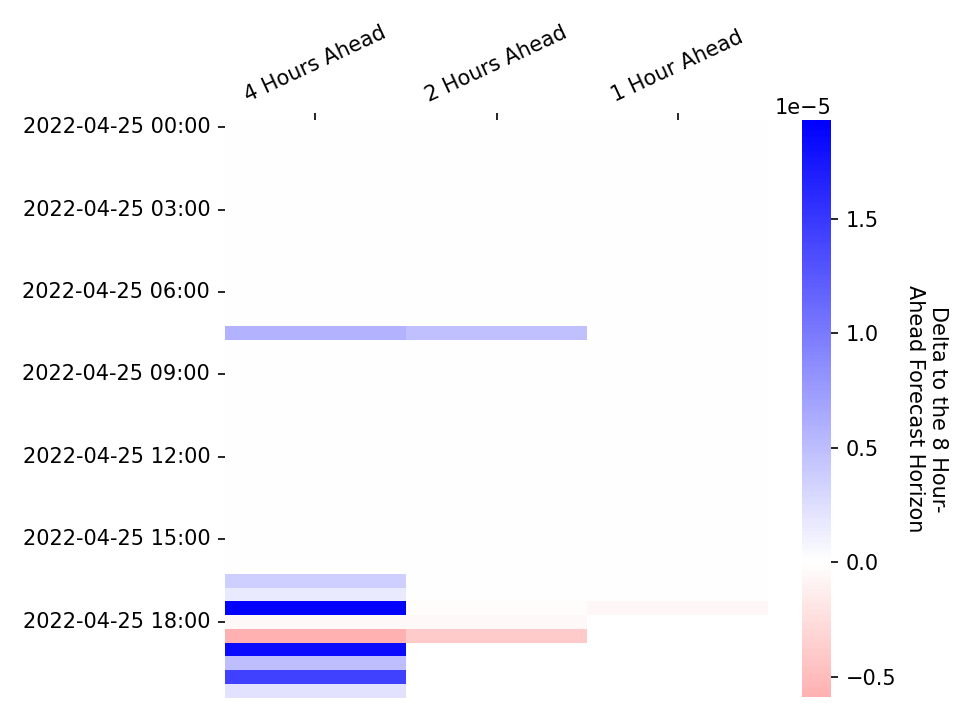 4 Hours Ahead
2 Hours Ahead
1 Hour Ahead
1e−5
2022-04-25 00:00
2022-04-25 03:00
2022-04-25 06:00
2022-04-25 09:00
2022-04-25 12:00
2022-04-25 15:00
2022-04-25 18:00
1.5
1.0
0.5
0.0
−0.5
Delta to the 8 Hour-
Ahead Forecast Horizon